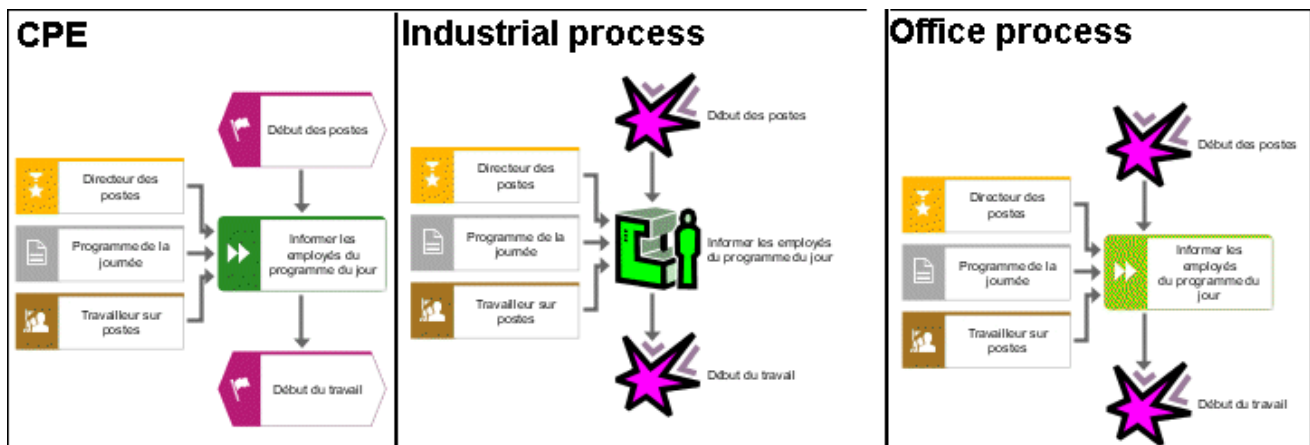 CPE
Début des postes
Directeur des
postes
Programme de la
journée
Informer les
employés du
programme du jour
Travailleur sur
postes
Début du travail
Industrial process
Début des postes
Directeur des
postes
Programme de la
journée
Informer les employés
du programme du jour
Travailleur sur
postes
Début du travail
Office process
Début des postes
Directeur des
postes
Programme de la
journée
Informer les
employés
du programme du
jour
Travailleur sur
postes
Début du travail